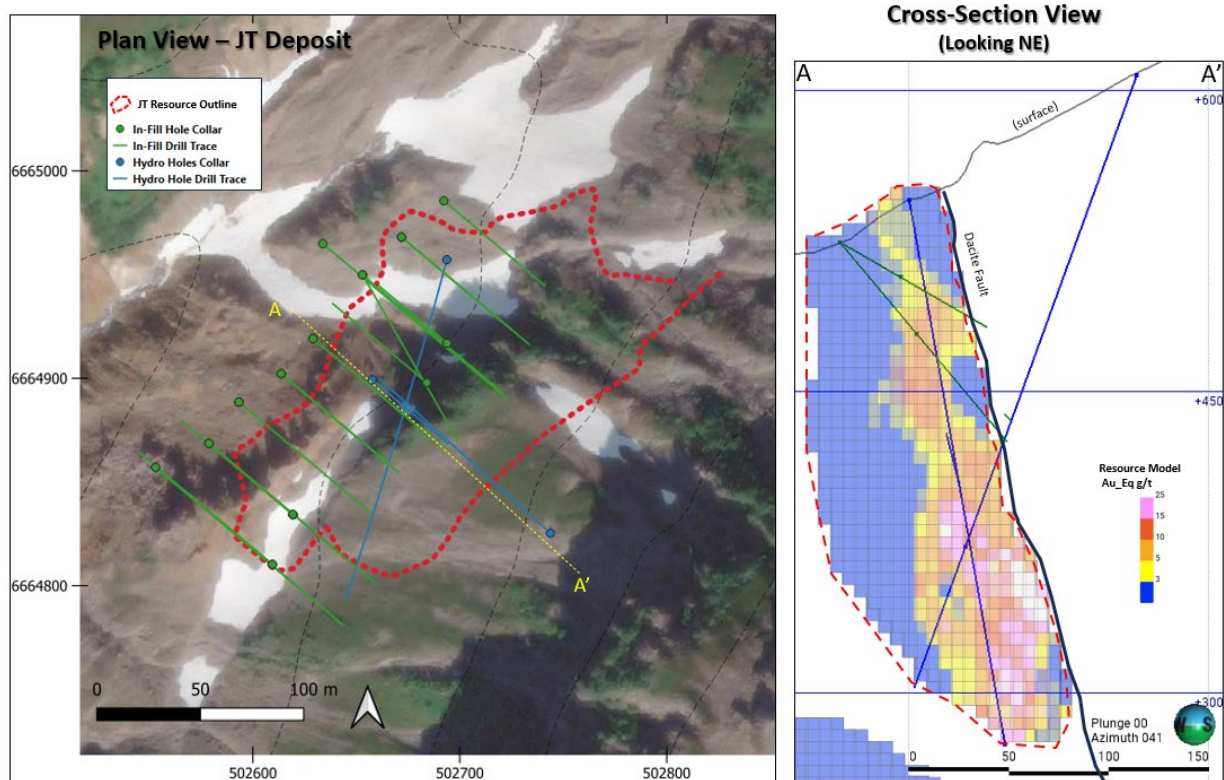 Plan View – JT Deposit
JT Resource Outline
In-Fill Hole Collar
In-Fill Drill Trace
Hydro Holes Collar
Hydro Hole Drill Trace
6665000
6664900
6664800
A
A’
0 50 100 m
502600 502700 502800
Cross-Section View
(Looking NE)
A A’
+600
(surface)
Dacite Fault
+450
Resource Model
Au_Eq g/t
25
15
10
5
3
+300
Plunge 00
Azimuth 041
S
0 50 100 150